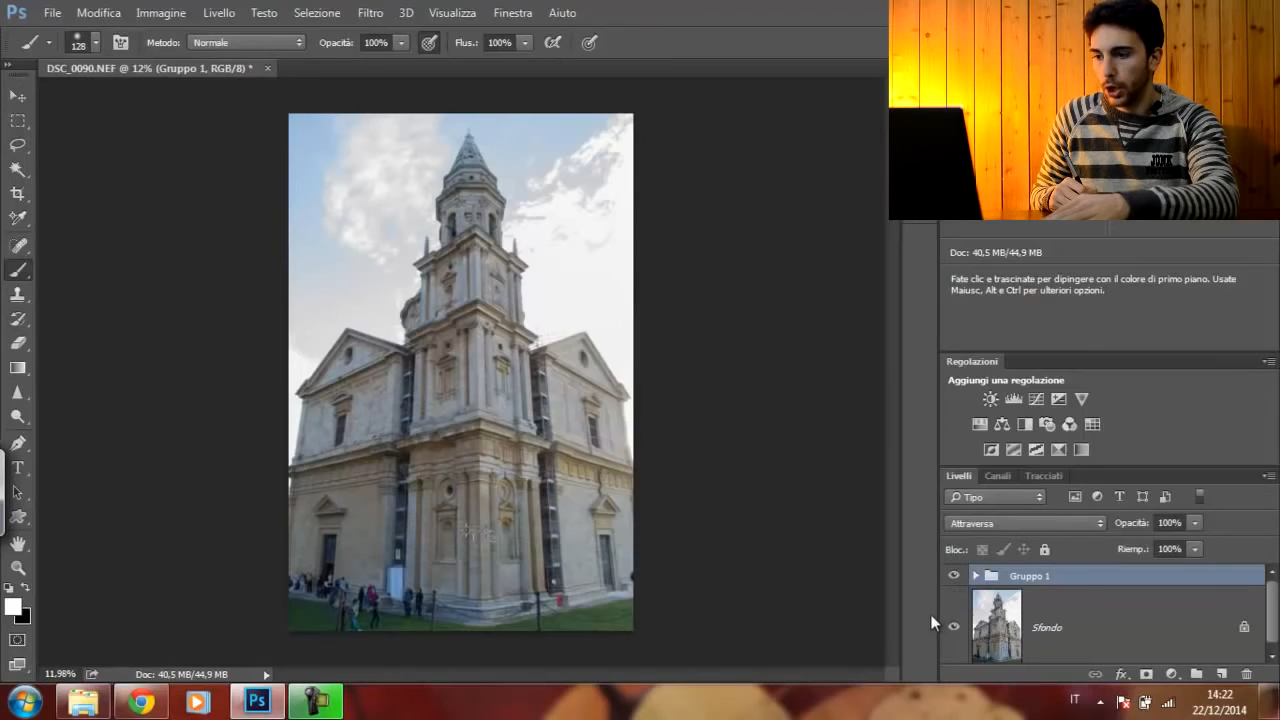 Ps File Modifica Immagine Livello Testo Selezione Filtro 3D Visualizza Finestra Aiuto
128 Metodo: Normale Opacità: 100% Flus.: 100%
DSC_0090.NEF @ 12% (Gruppo 1, RGB/8) * ×
JUNK
Doc: 40,5 MB/44,9 MB
Fate clic e trascinate per dipingere con il colore di primo piano. Usate
Maiusc, Alt e Ctrl per ulteriori opzioni.
Regolazioni
Aggiungi una regolazione
Livelli Canali Tracciati
Tipo
Attraversa Opacità: 100%
Bloc.: Riemp.: 100%
Gruppo 1
Sfondo
fx
11,98% Doc: 40,5 MB/44,9 MB
Ps IT 14:22
22/12/2014